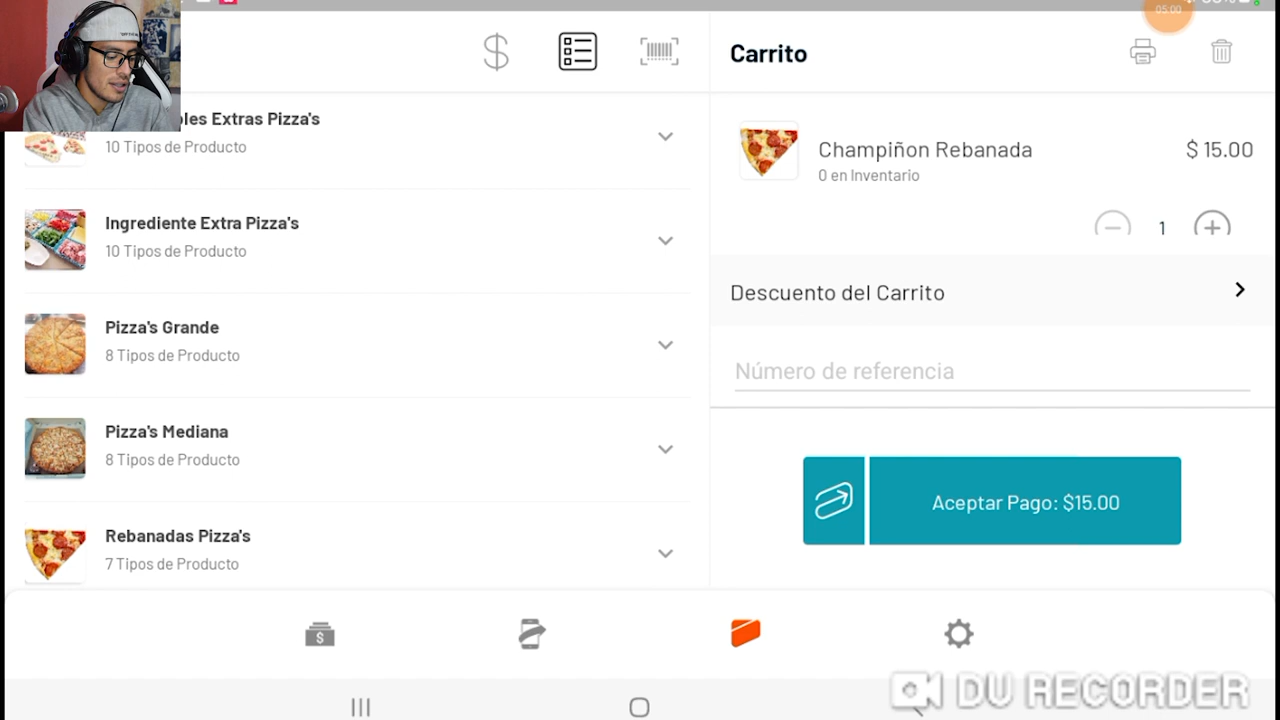 05:00
Carrito
les Extras Pizza's
10 Tipos de Producto
Ingrediente Extra Pizza's
10 Tipos de Producto
Pizza's Grande
8 Tipos de Producto
Pizza's Mediana
8 Tipos de Producto
Rebanadas Pizza's
7 Tipos de Producto
Champiñon Rebanada
$ 15.00
0 en Inventario
1
Descuento del Carrito
Número de referencia
Aceptar Pago: $15.00
DU RECORDER